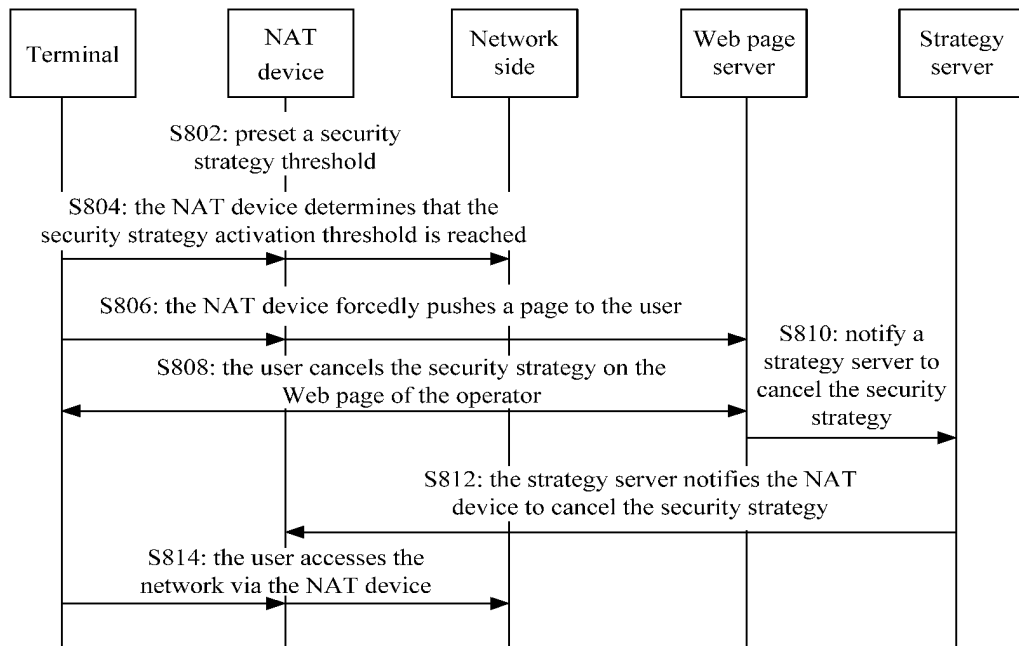 Terminal
NAT
device
Network
side
Web page
server
Strategy
server
S802: preset a security
strategy threshold
S804: the NAT device determines that the
security strategy activation threshold is reached
S806: the NAT device forcedly pushes a page to the user
S808: the user cancels the security strategy on the
Web page of the operator
S810: notify a
strategy server to
cancel the security
strategy
S812: the strategy server notifies the NAT
device to cancel the security strategy
S814: the user accesses the
network via the NAT device